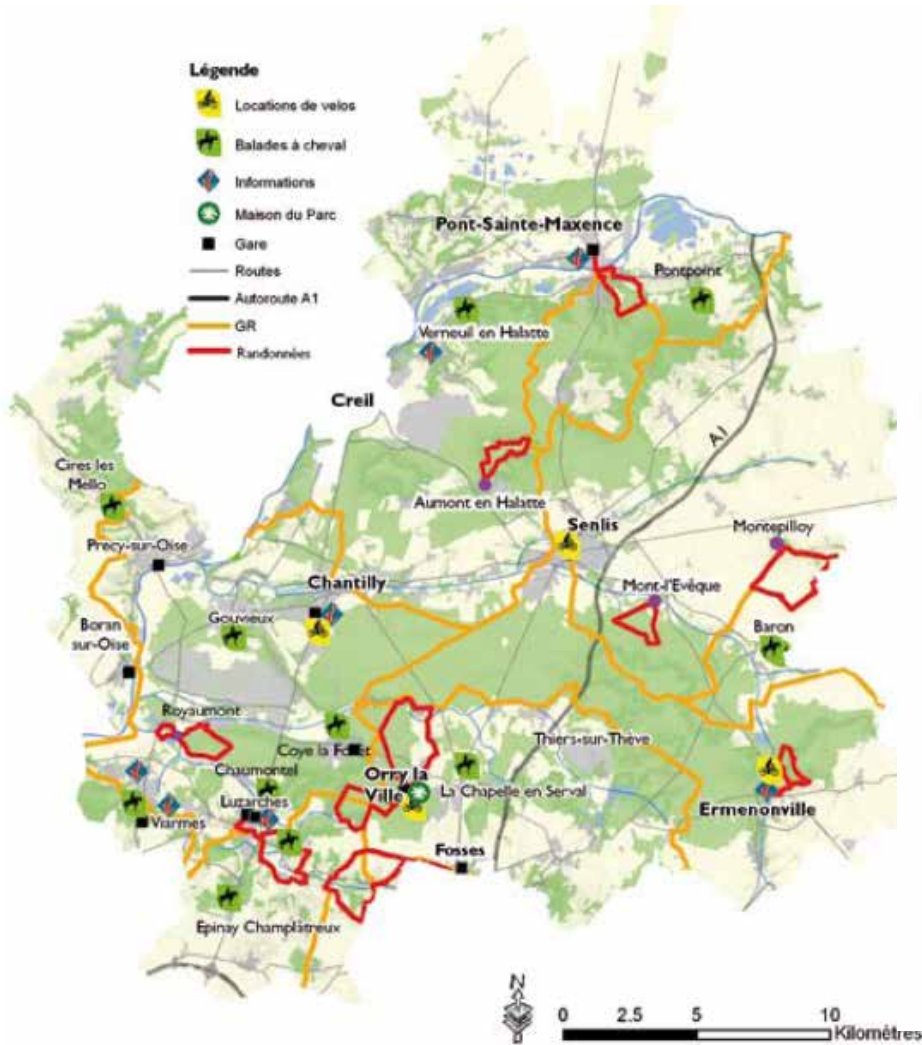 Légende
Locations de velos
Balades à cheval
Informations
Maison du Parc
Gare
Routes
Autoroute A1
GR
Randonnées
Pont-Sainte-Maxence
Pontpoint
Verneuil en Halatte
Creil
A1
Cires les
Mello
Aumont en Halatte
Senlis
Montepilloy
Precy-sur-Oise
Chantilly
Mont-l'Evêque
Gouvieux
Boran
sur-Oise
Baron
Royaumont
Coye la Foret
Thiers-sur-Thève
Chaumontel
Orry la
Ville
La Chapelle en Serval
Luzarches
Ermenonville
Viarmes
Fosses
Epinay Champlâtreux
N
0 2.5 5 10
Kilomètres